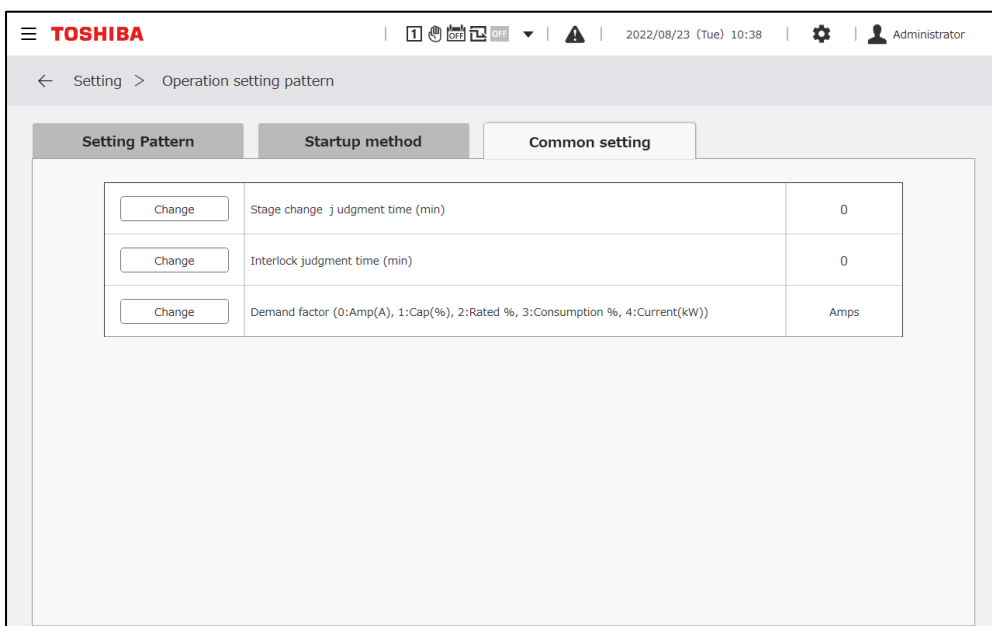 TOSHIBA 1 OFF OFF 2022/08/23 (Tue) 10:38 Administrator
Setting > Operation setting pattern
Setting Pattern Startup method Common setting
Change Stage change j udgment time (min) 0
Change Interlock judgment time (min) 0
Change Demand factor (0:Amp(A), 1:Cap(%), 2:Rated %, 3:Consumption %, 4:Current(kW)) Amps